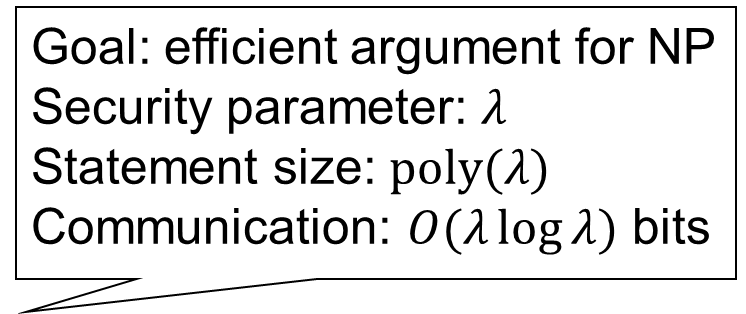 Goal: efficient argument for NP
Security parameter: λ
Statement size: poly(λ)
Communication: O(λ log λ) bits